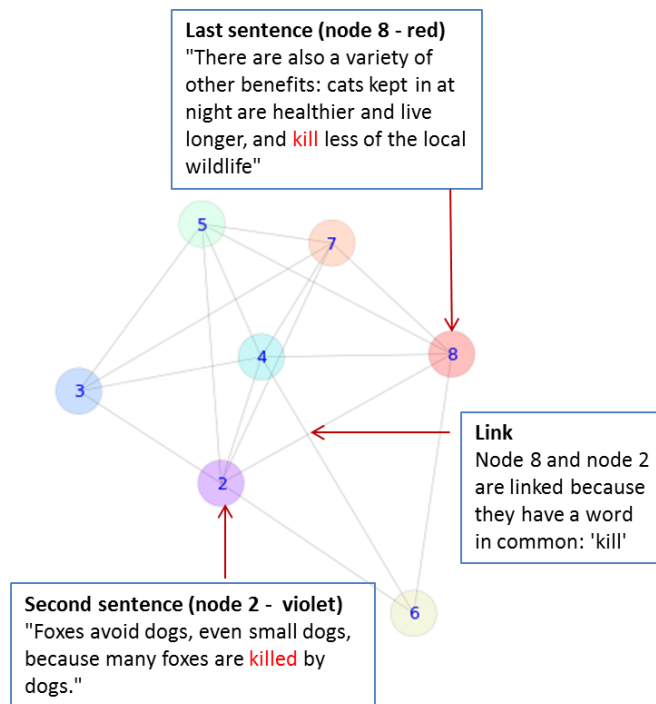 Last sentence (node 8 - red)
"There are also a variety of
other benefits: cats kept in at
night are healthier and live
longer, and kill less of the local
wildlife"
5
7
4
8
3
Link
Node 8 and node 2
are linked because
they have a word
in common: 'kill'
2
Second sentence (node 2 - violet)
"Foxes avoid dogs, even small dogs,
because many foxes are killed by
dogs."
6